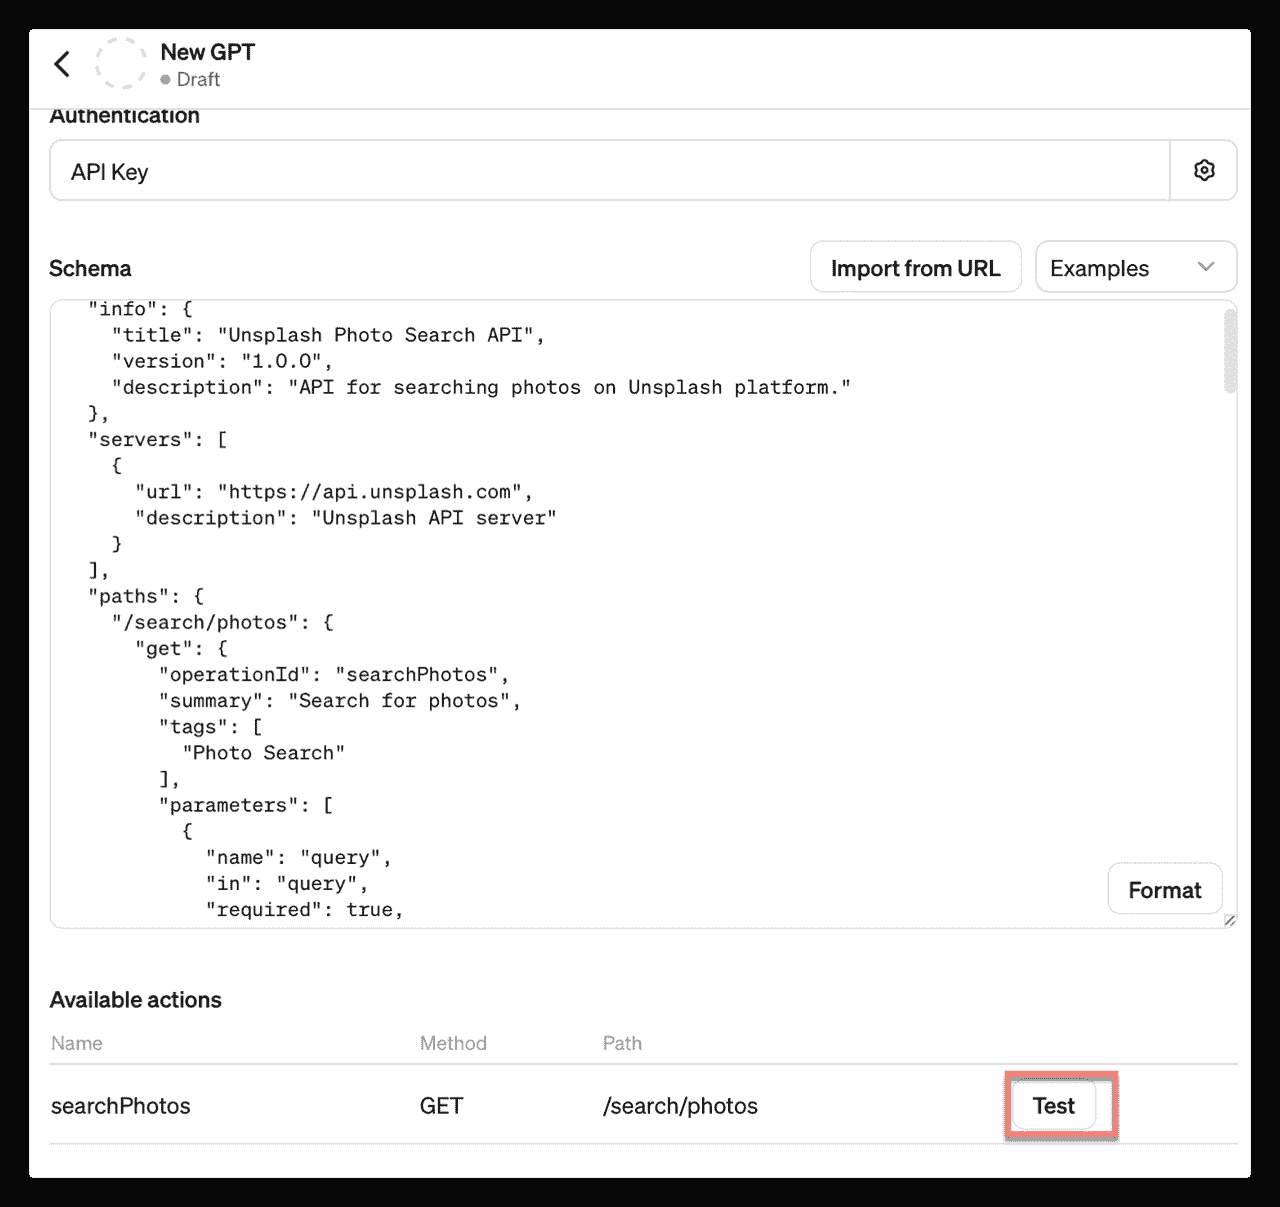 New GPT
Draft
Authentication
API Key
Schema
Import from URL
Examples
"info": {
"title": "Unsplash Photo Search API",
"version": "1.0.0",
"description": "API for searching photos on Unsplash platform."
},
"servers": [
{
"url": "https://api.unsplash.com",
"description": "Unsplash API server"
}
],
"paths": {
"/search/photos": {
"get": {
"operationId": "searchPhotos",
"summary": "Search for photos",
"tags": [
"Photo Search"
],
"parameters": [
{
"name": "query",
"in": "query",
"required": true,
Format
Available actions
Name Method Path
searchPhotos GET /search/photos Test